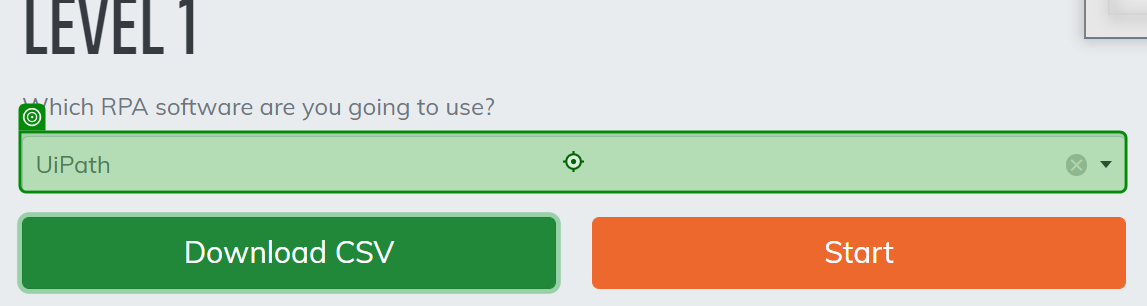 LEVEL 1
Which RPA software are you going to use?
UiPath
Download CSV
Start